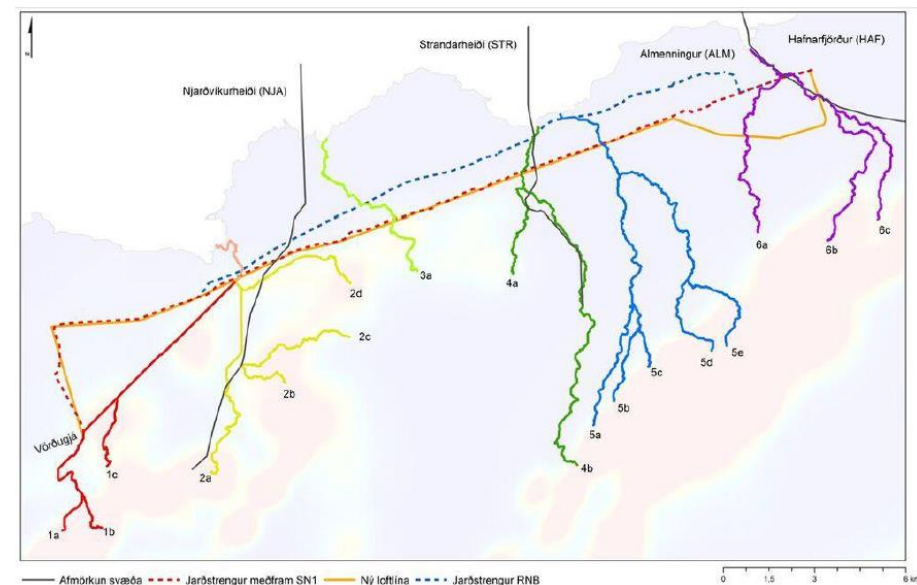 N
Hafnarfjörður (HAF)
Strandarheiði (STR)
Almenningur (ALM)
Njarðvíkurheiði (NJA)
Vörðugjá
1a
1b
1c
2a
2b
2c
2d
3a
4a
4b
5a
5b
5c
5d
5e
6a
6b
6c
Afmörkun svæða Jarðstrengur meðfram SN1 Ný loftlína Jarðstrengur RNB
0 1,5 3 6 km